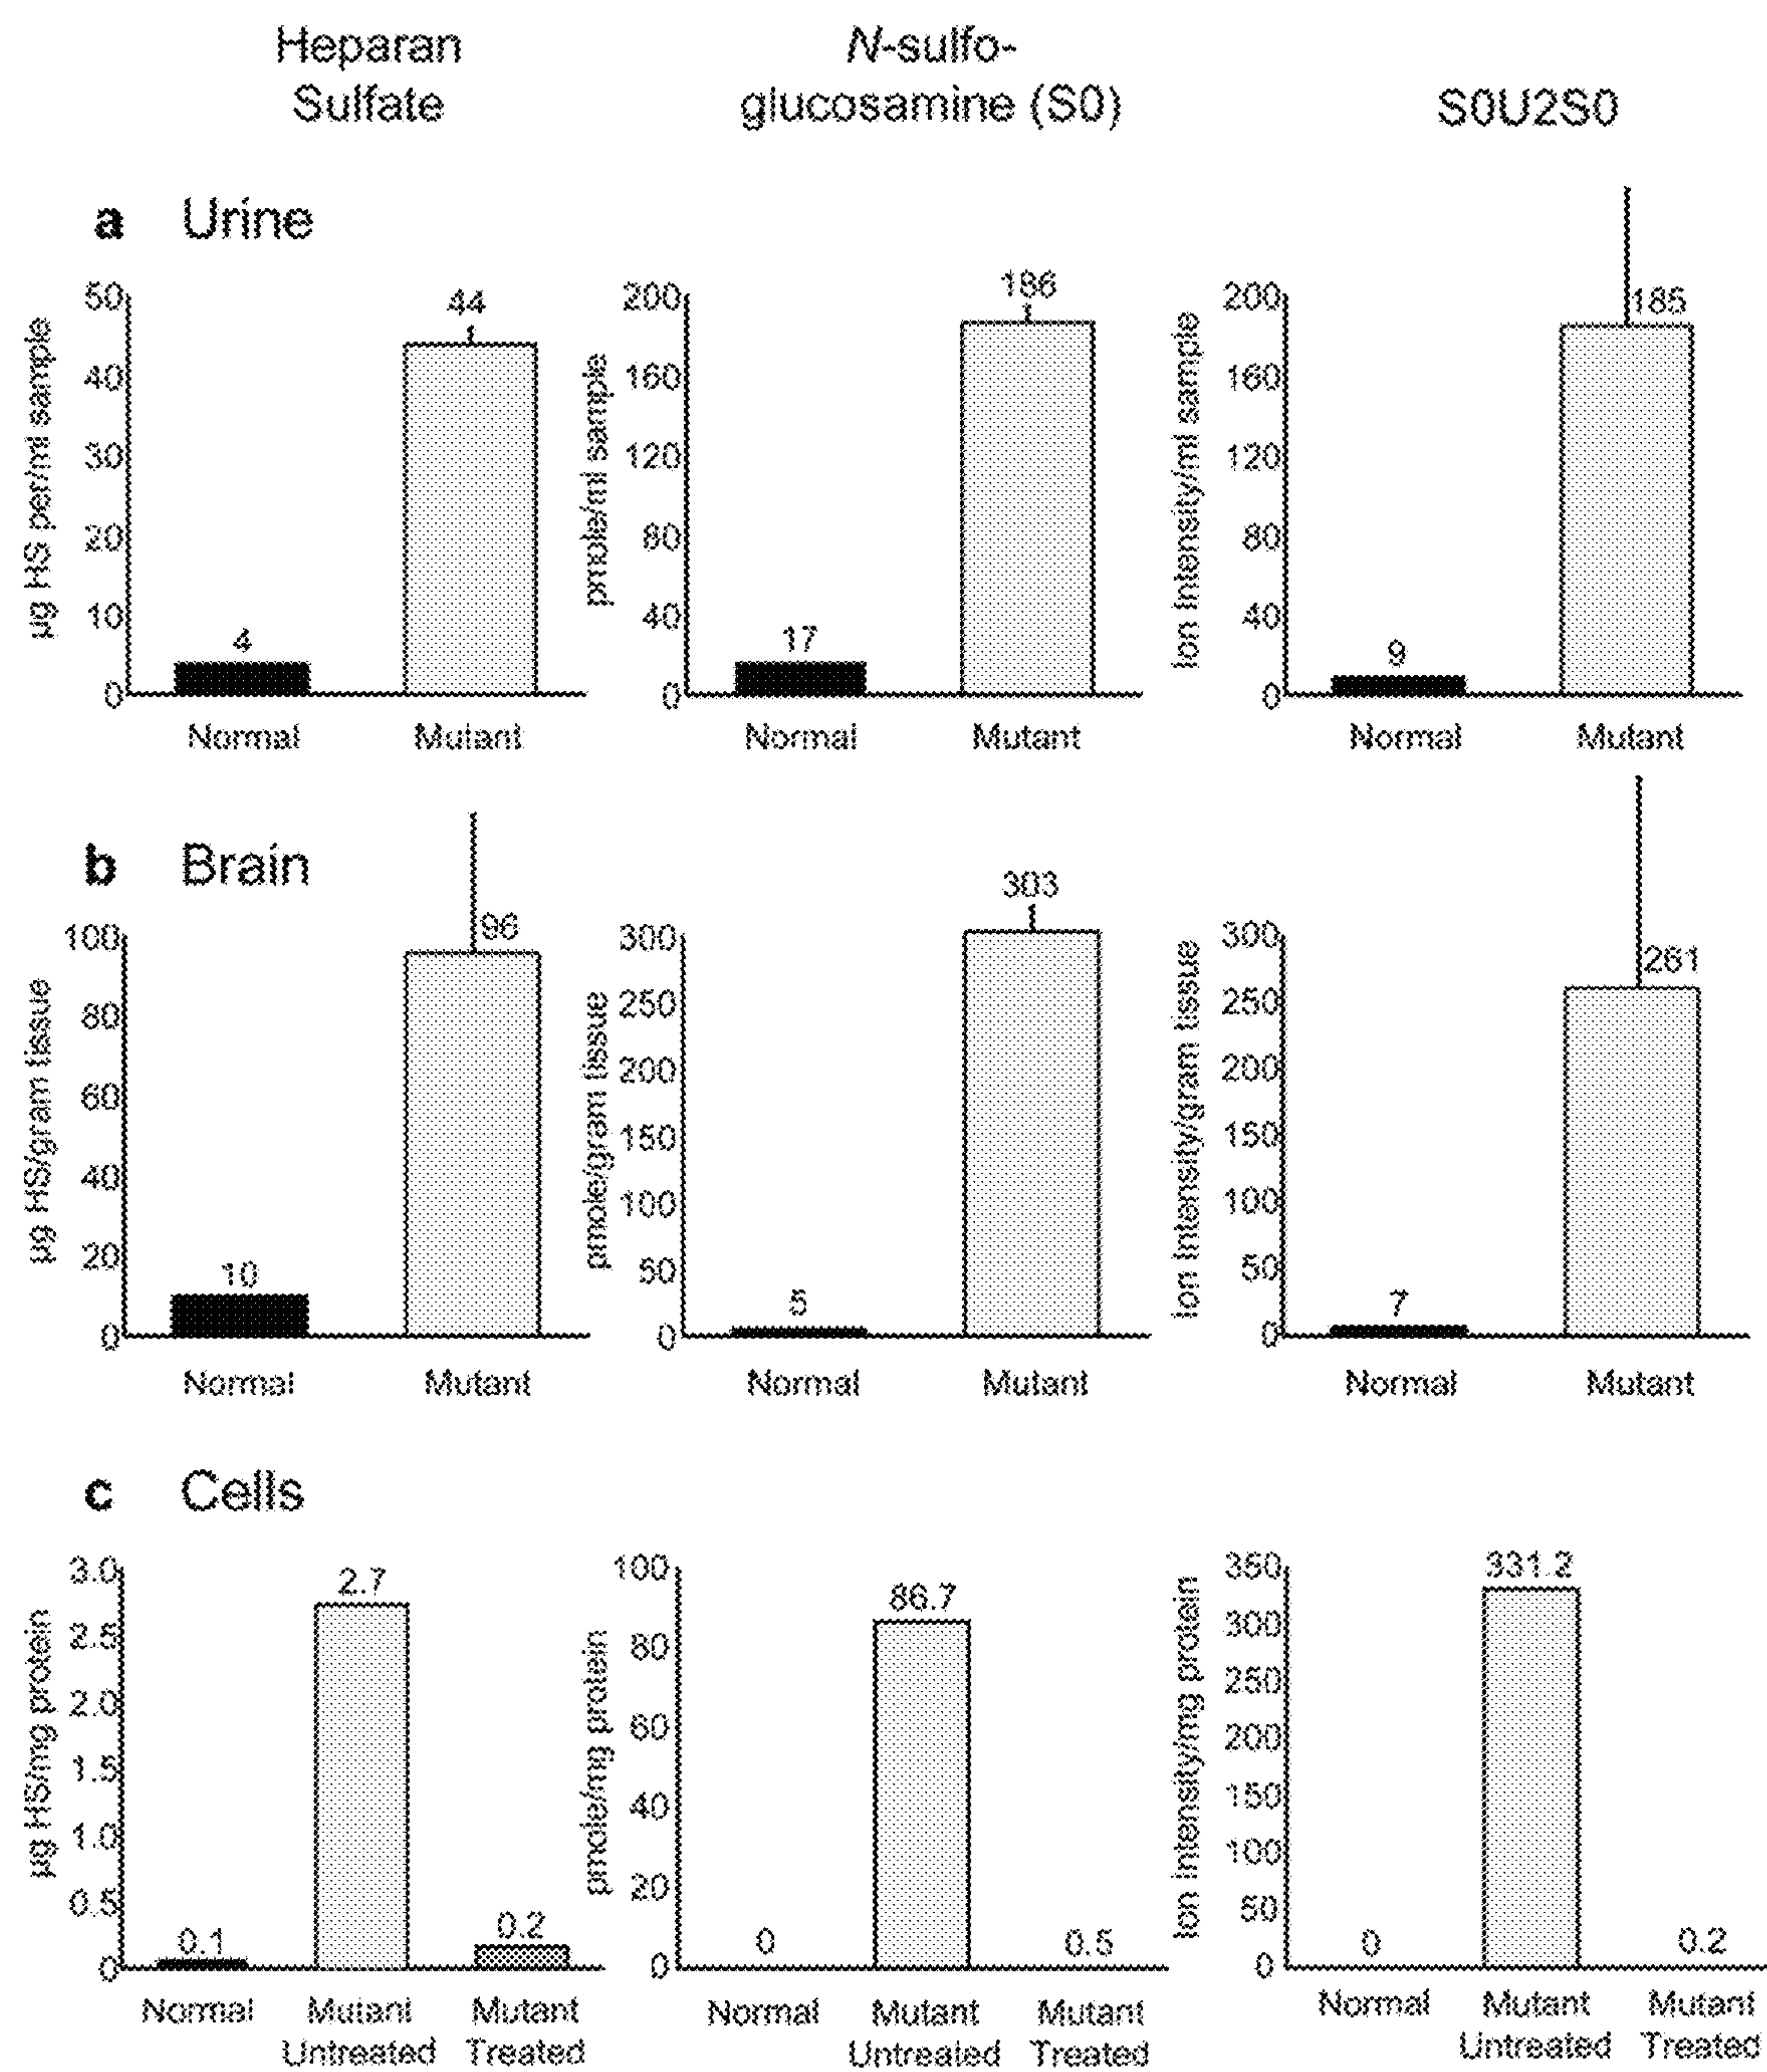 Heparan
Sulfate
N-sulfo-
glucosamine (S0)
S0U2S0
a Urine
µg HS per/ml sample
50
40
30
20
10
0
4
44
Normal
Mutant
pmole/ml sample
200
160
120
80
40
0
17
186
Normal
Mutant
Ion Intensity/ml sample
200
160
120
80
40
0
9
185
Normal
Mutant
b Brain
µg HS/gram tissue
100
80
60
40
20
0
10
96
Normal
Mutant
pmole/gram tissue
300
250
200
150
100
50
0
5
303
Normal
Mutant
Ion Intensity/gram tissue
300
250
200
150
100
50
0
7
261
Normal
Mutant
c Cells
µg HS/mg protein
3.0
2.5
2.0
1.5
1.0
0.5
0
0.1
2.7
0.2
Normal
Mutant
Untreated
Mutant
Treated
pmole/mg protein
100
80
60
40
20
0
0
86.7
0.5
Normal
Mutant
Untreated
Mutant
Treated
Ion Intensity/mg protein
350
300
250
200
150
100
50
0
0
331.2
0.2
Normal
Mutant
Untreated
Mutant
Treated